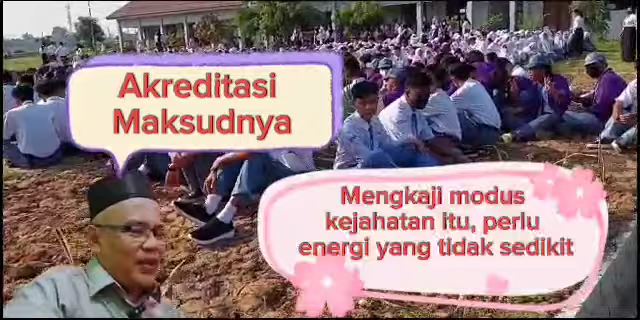 Akreditasi
Maksudnya
Mengkaji modus
kejahatan itu, perlu
energi yang tidak sedikit